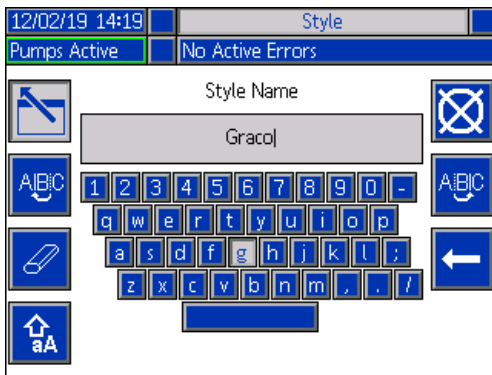 12/02/19 14:19 Style
Pumps Active No Active Errors
Style Name
Graco
ABC 1 2 3 4 5 6 7 8 9 0 - ABC
q w e r t y u i o p
a s d f g h j k l ;
z x c v b n m , . /
aA